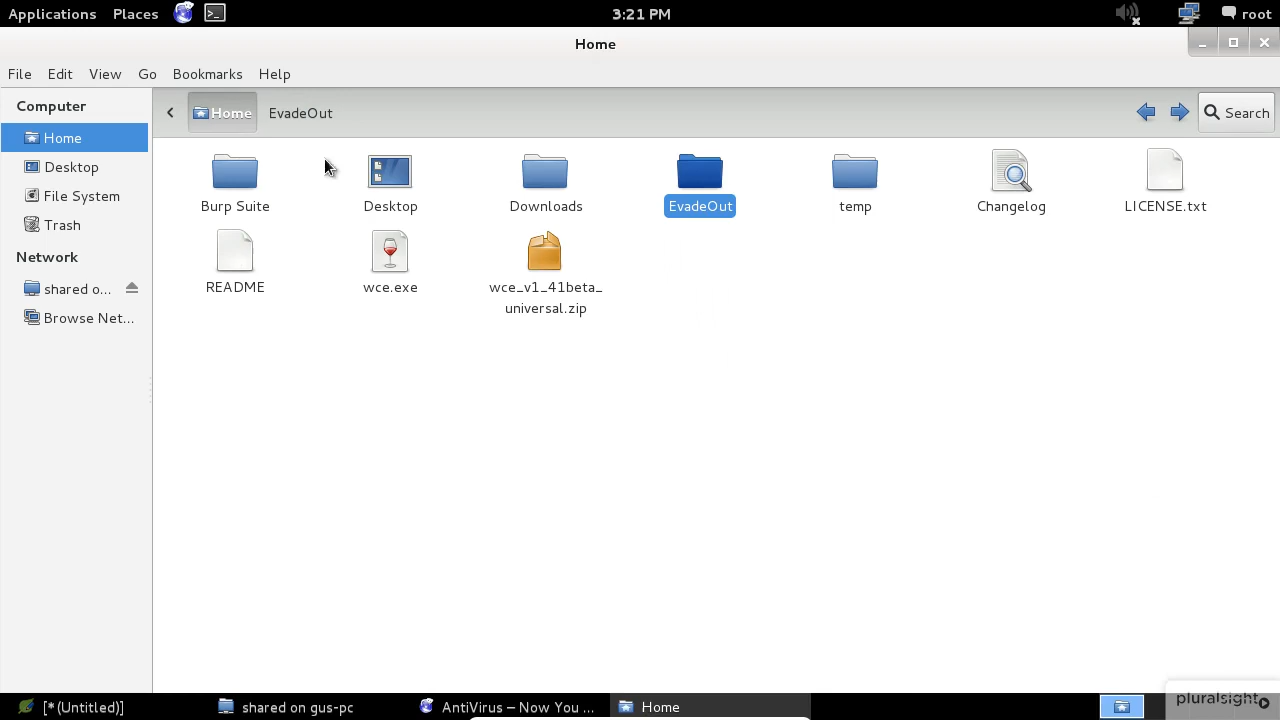 Applications Places 3:21 PM root
Home
File Edit View Go Bookmarks Help
Computer
Home
Desktop
File System
Trash
Network
shared o...
Browse Net...
Home EvadeOut Search
Burp Suite Desktop Downloads EvadeOut temp Changelog LICENSE.txt
README wce.exe wce_v1_41beta_
universal.zip
pluralsight
[*(Untitled)] shared on gus-pc AntiVirus – Now You ... Home